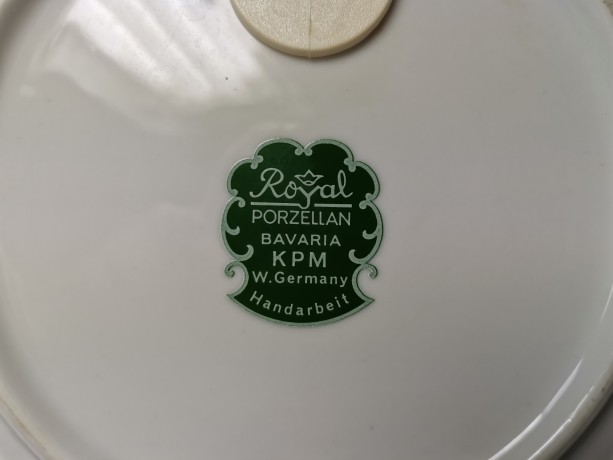 Royal
PORZELLAN
BAVARIA
KPM
W.Germany
Handarbeit